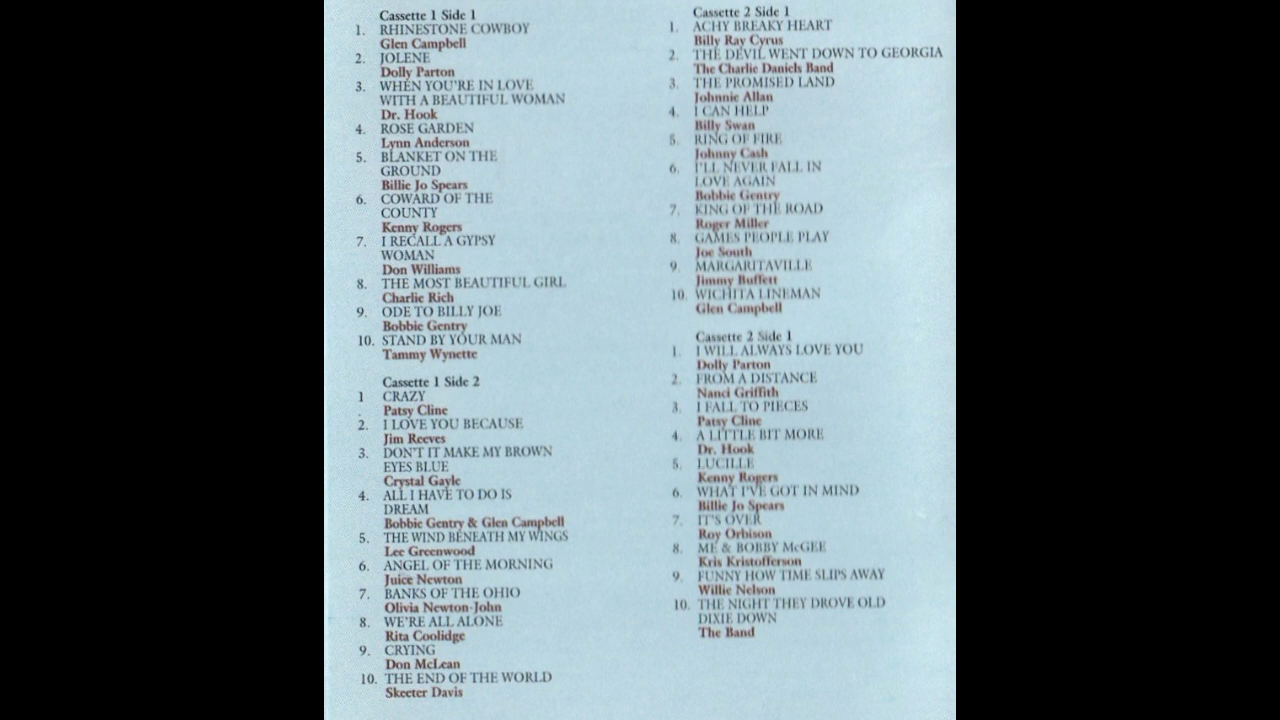 Cassette 1 Side 1
1. RHINESTONE COWBOY
Glen Campbell
2. JOLENE
Dolly Parton
3. WHEN YOU'RE IN LOVE
WITH A BEAUTIFUL WOMAN
Dr. Hook
4. ROSE GARDEN
Lynn Anderson
5. BLANKET ON THE
GROUND
Billie Jo Spears
6. COWARD OF THE
COUNTY
Kenny Rogers
7. I RECALL A GYPSY
WOMAN
Don Williams
8. THE MOST BEAUTIFUL GIRL
Charlie Rich
9. ODE TO BILLY JOE
Bobbie Gentry
10. STAND BY YOUR MAN
Tammy Wynette
Cassette 1 Side 2
1 CRAZY
. Patsy Cline
2. I LOVE YOU BECAUSE
Jim Reeves
3. DON'T IT MAKE MY BROWN
EYES BLUE
Crystal Gayle
4. ALL I HAVE TO DO IS
DREAM
Bobbie Gentry & Glen Campbell
5. THE WIND BENEATH MY WINGS
Lee Greenwood
6. ANGEL OF THE MORNING
Juice Newton
7. BANKS OF THE OHIO
Olivia Newton-John
8. WE'RE ALL ALONE
Rita Coolidge
9. CRYING
Don McLean
10. THE END OF THE WORLD
Skeeter Davis
Cassette 2 Side 1
1. ACHY BREAKY HEART
Billy Ray Cyrus
2. THE DEVIL WENT DOWN TO GEORGIA
The Charlie Daniels Band
3. THE PROMISED LAND
Johnnie Allan
4. I CAN HELP
Billy Swan
5. RING OF FIRE
Johnny Cash
6. I'LL NEVER FALL IN
LOVE AGAIN
Bobbie Gentry
7. KING OF THE ROAD
Roger Miller
8. GAMES PEOPLE PLAY
Joe South
9. MARGARITAVILLE
Jimmy Buffett
10. WICHITA LINEMAN
Glen Campbell
Cassette 2 Side 1
1. I WILL ALWAYS LOVE YOU
Dolly Parton
2. FROM A DISTANCE
Nanci Griffith
3. I FALL TO PIECES
Patsy Cline
4. A LITTLE BIT MORE
Dr. Hook
5. LUCILLE
Kenny Rogers
6. WHAT I'VE GOT IN MIND
Billie Jo Spears
7. IT'S OVER
Roy Orbison
8. ME & BOBBY McGEE
Kris Kristofferson
9. FUNNY HOW TIME SLIPS AWAY
Willie Nelson
10. THE NIGHT THEY DROVE OLD
DIXIE DOWN
The Band